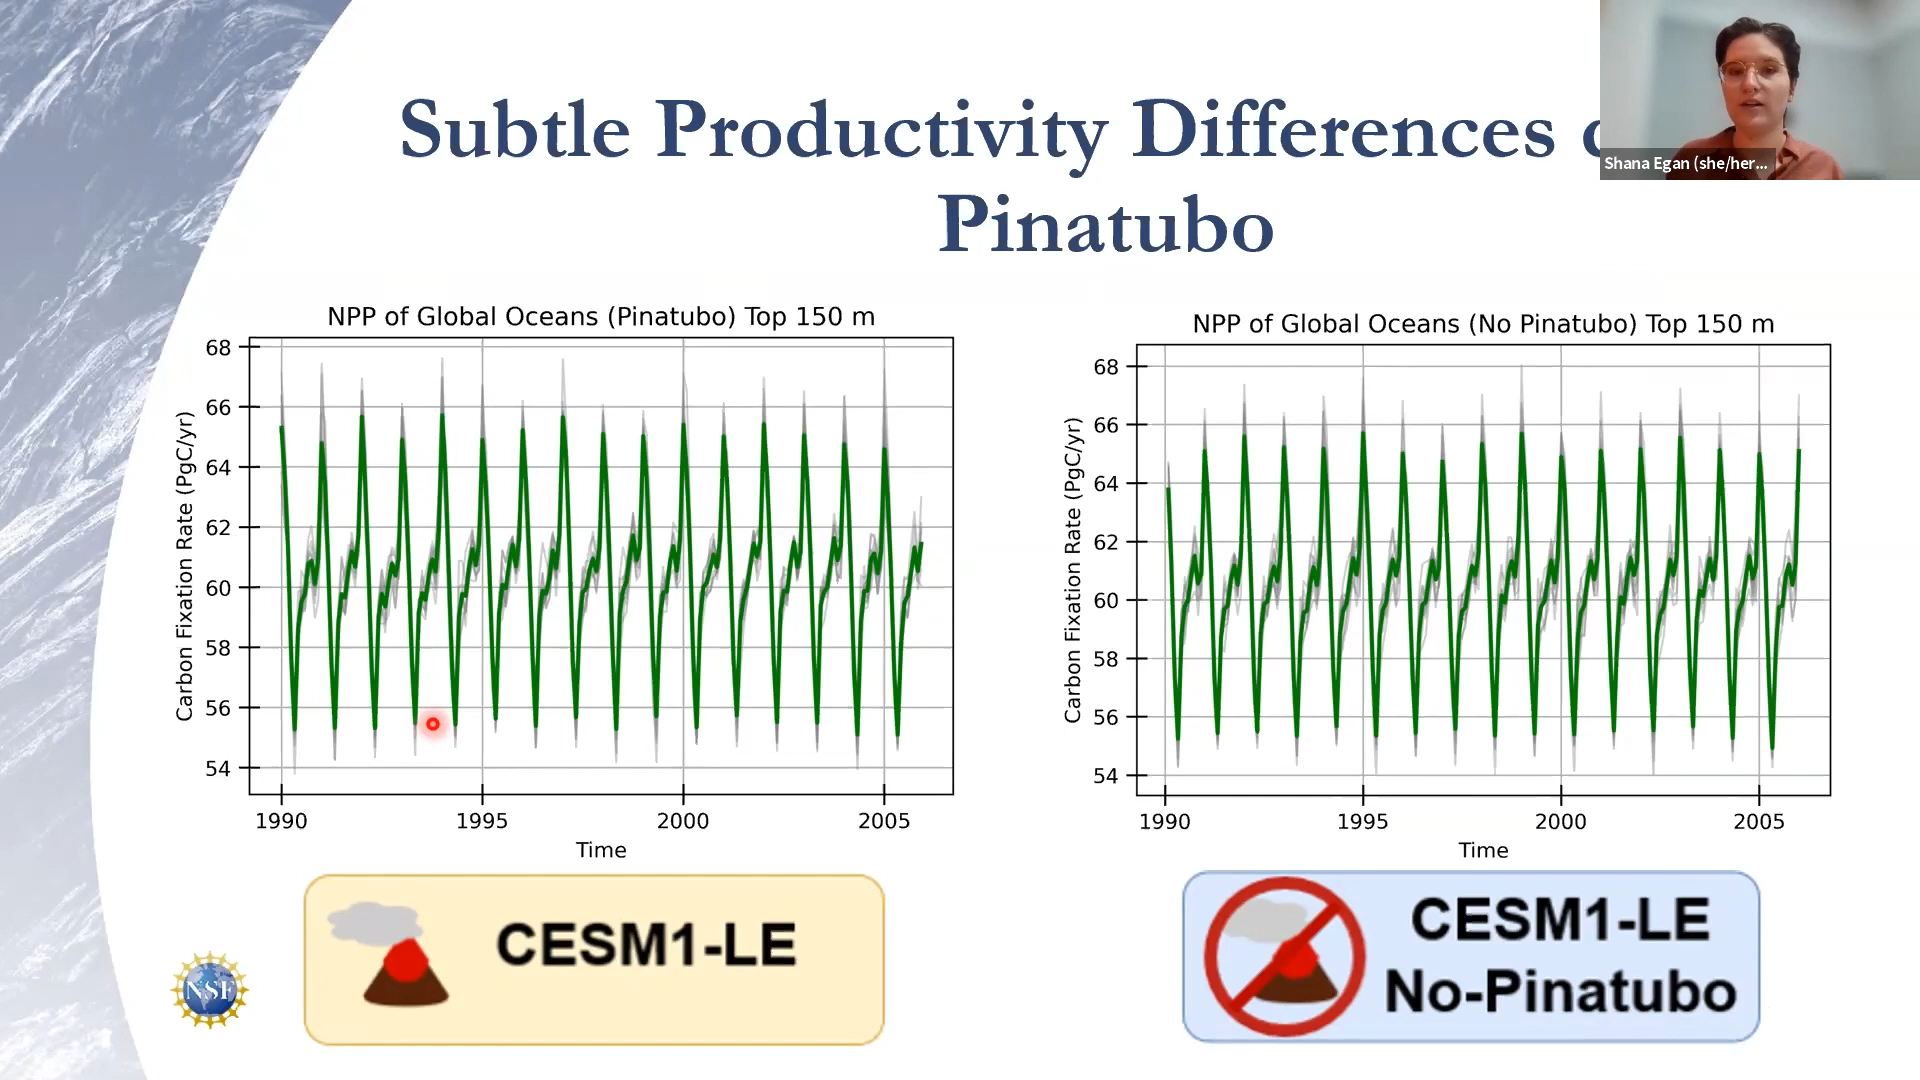 Subtle Productivity Differences
Pinatubo
Shana Egan (she/her...
NPP of Global Oceans (Pinatubo) Top 150 m
Carbon Fixation Rate (PgC/yr)
68
66
64
62
60
58
56
54
1990 1995 2000 2005
Time
NPP of Global Oceans (No Pinatubo) Top 150 m
Carbon Fixation Rate (PgC/yr)
68
66
64
62
60
58
56
54
1990 1995 2000 2005
Time
CESM1-LE
CESM1-LE
No-Pinatubo
NSF